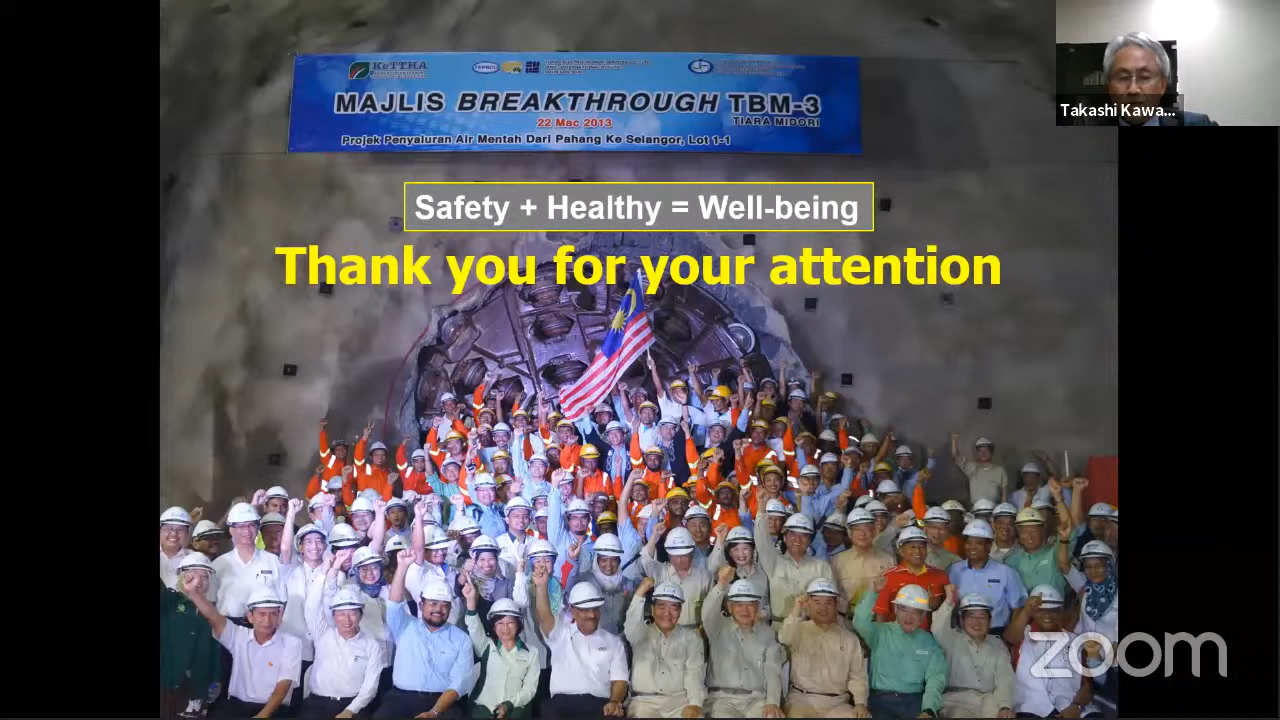 KeTTHA
TEPSCO
MAJLIS BREAKTHROUGH TBM-3
TIARA MIDORI
22 Mac 2013
Projek Penyaluran Air Mentah Dari Pahang Ke Selangor, Lot 1-1
Takashi Kawa...
Safety + Healthy = Well-being
Thank you for your attention
zoom